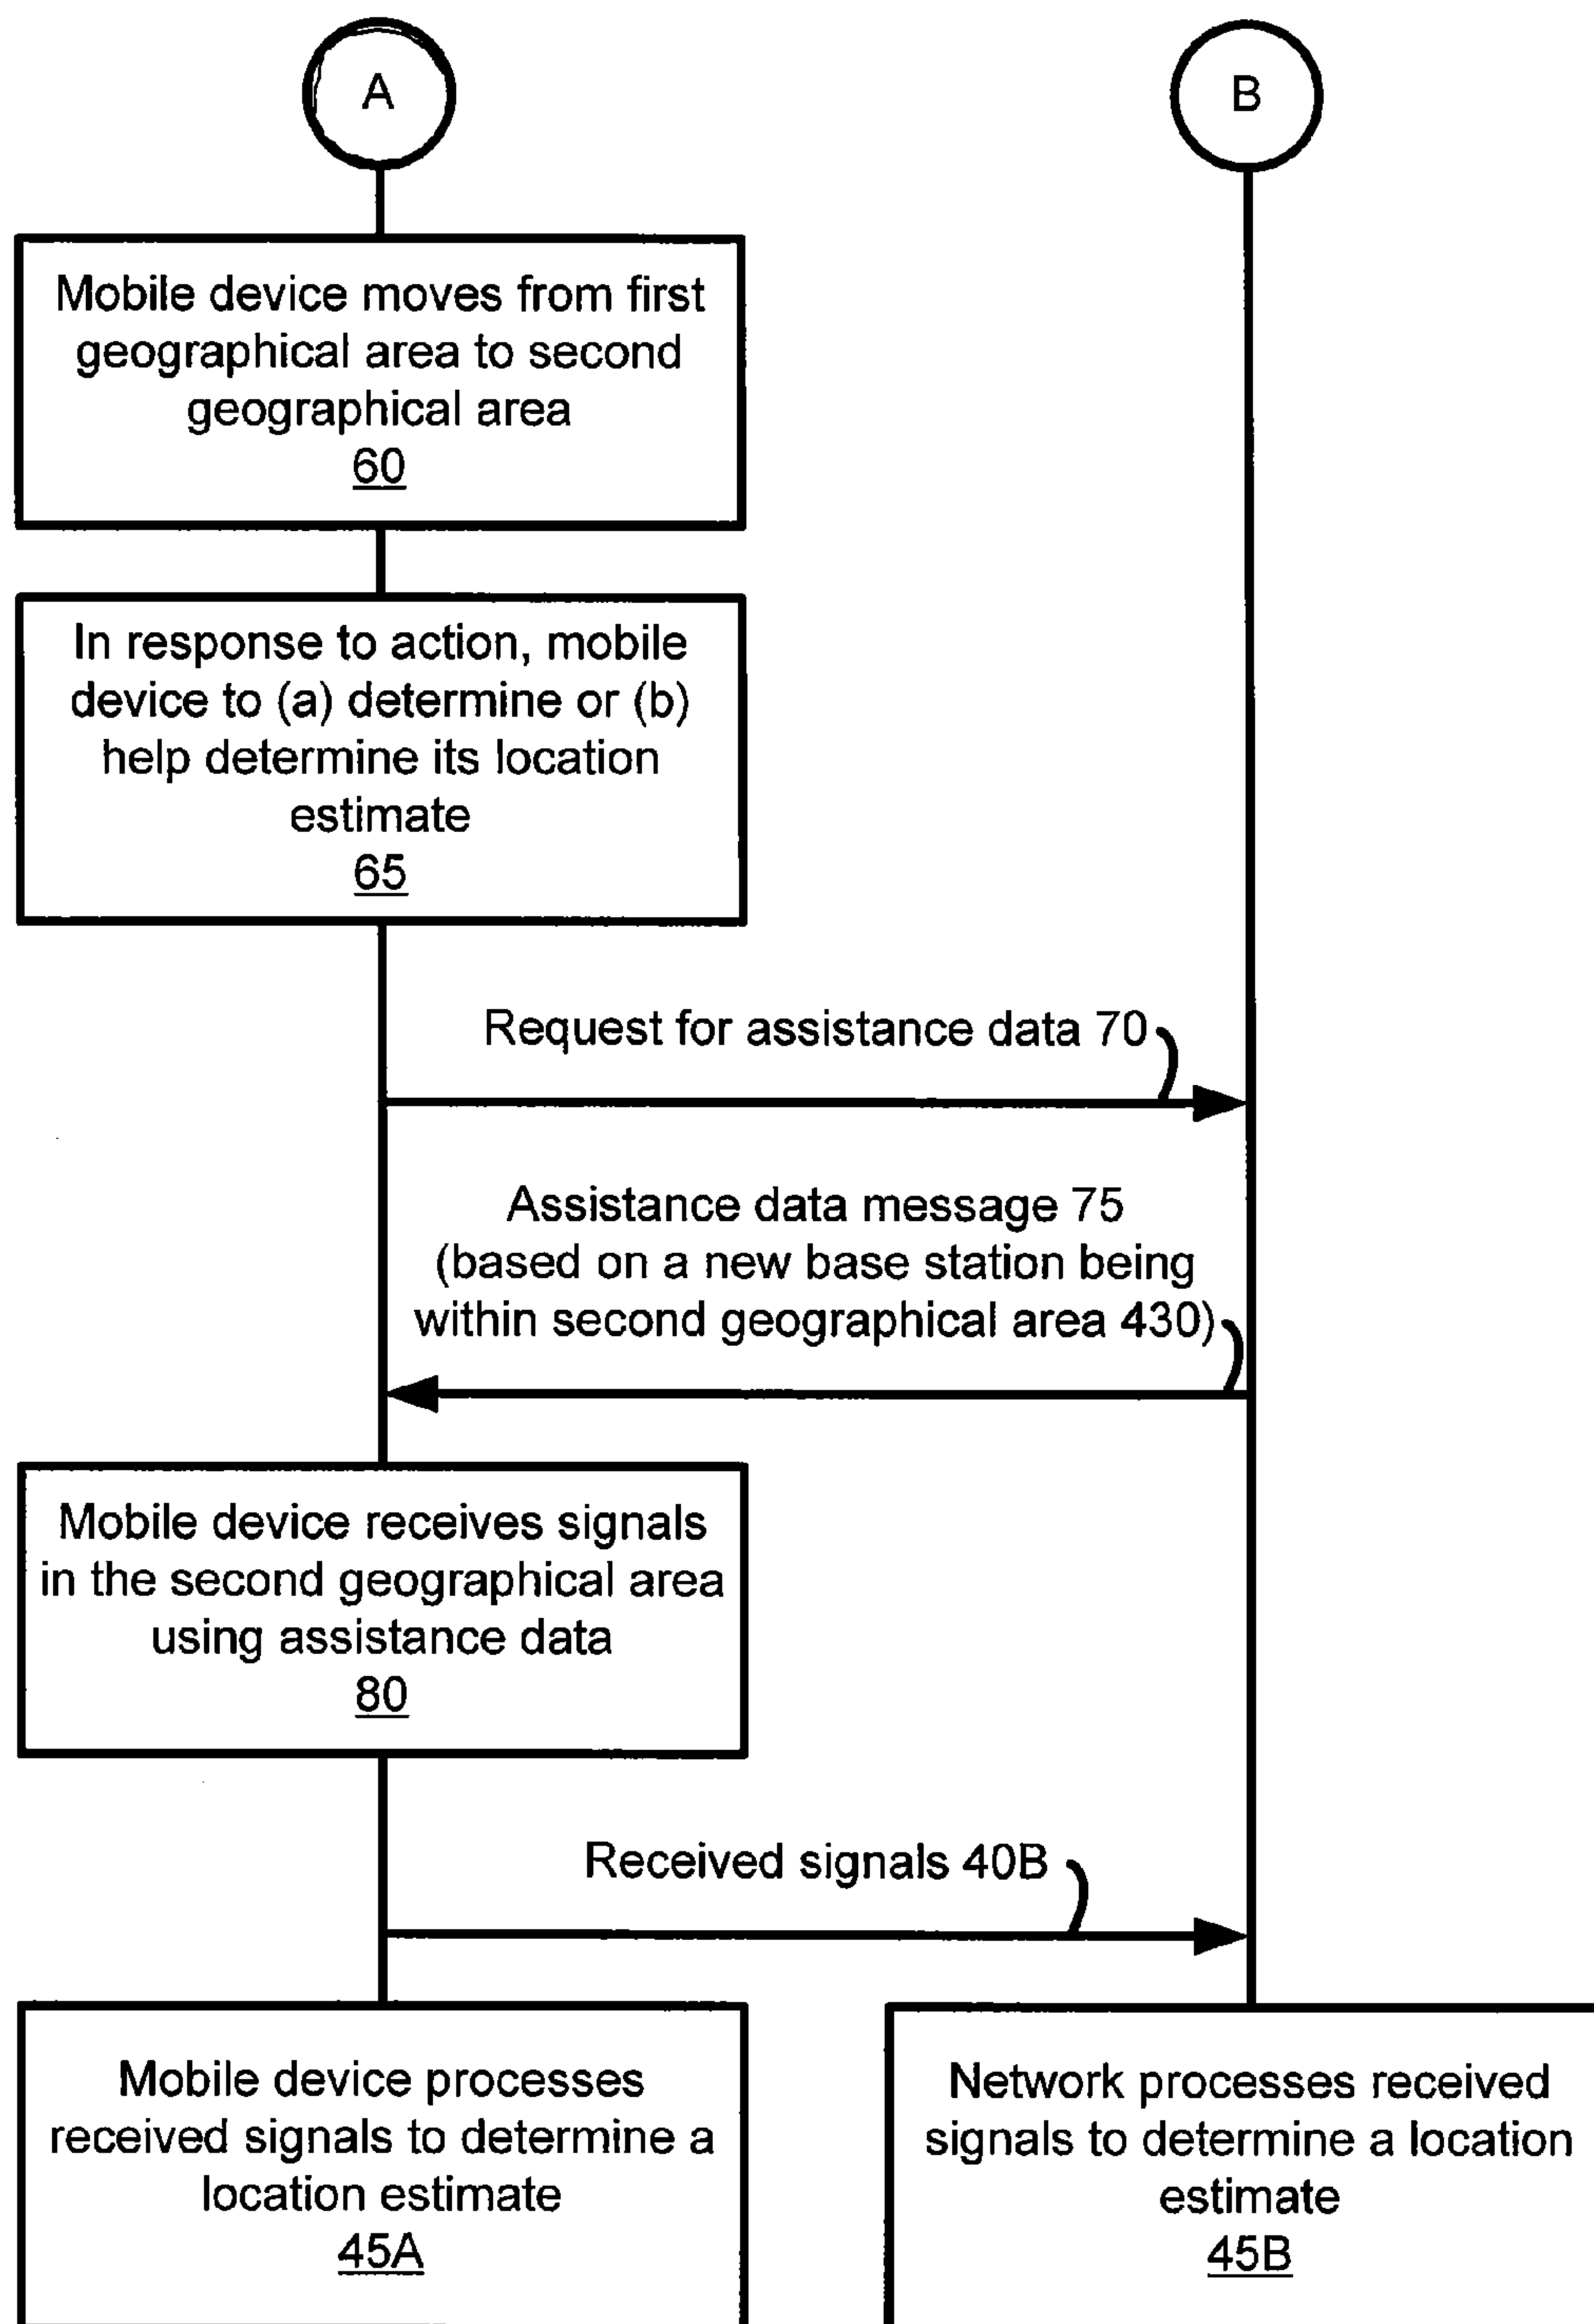 A
B
Mobile device moves from first
geographical area to second
geographical area
60
In response to action, mobile
device to (a) determine or (b)
help determine its location
estimate
65
Request for assistance data 70
Assistance data message 75
(based on a new base station being
within second geographical area 430)
Mobile device receives signals
in the second geographical area
using assistance data
80
Received signals 40B
Mobile device processes
received signals to determine a
location estimate
45A
Network processes received
signals to determine a location
estimate
45B